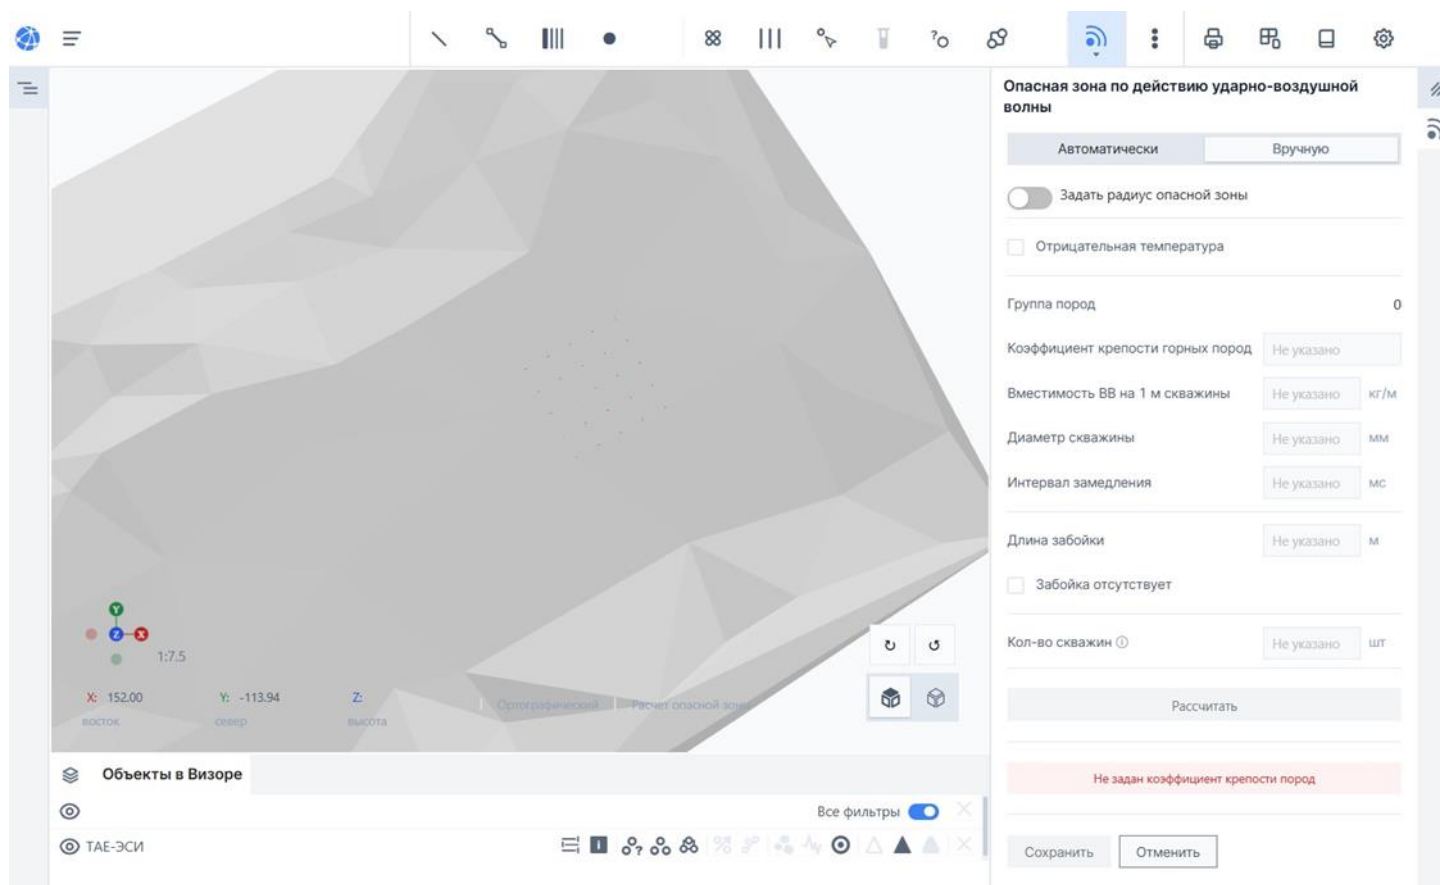 Опасная зона по действию ударно-воздушной
волны
Автоматически Вручную
Задать радиус опасной зоны
Отрицательная температура
Группа пород 0
Коэффициент крепости горных пород Не указано
Вместимость ВВ на 1 м скважины Не указано кг/м
Диаметр скважины Не указано мм
Интервал замедления Не указано мс
Длина забойки Не указано м
Забойка отсутствует
Кол-во скважин Не указано шт
Рассчитать
Не задан коэффициент крепости пород
Сохранить Отменить
Y
Z X
1:7.5
X: 152.00 Y: -113.94 Z:
восток север высота
Ортографический Расчет опасной зоны
Объекты в Визоре
Все фильтры
ТАЕ-ЭСИ